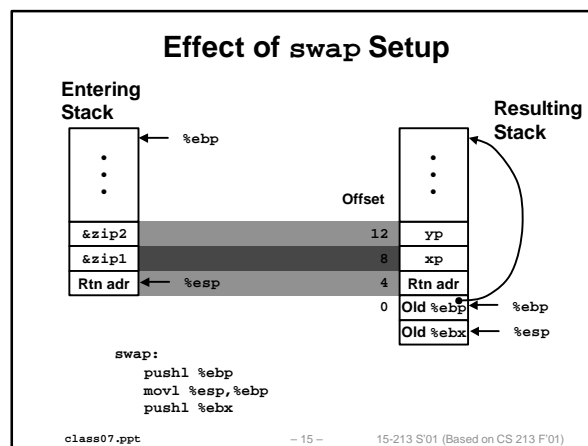 Effect of swap Setup
Entering
Stack
%ebp
Resulting
Stack
•
•
•
•
•
•
Offset
&zip2
12
yp
&zip1
8
xp
Rtn adr
%esp
4
Rtn adr
0
Old %ebp
%ebp
Old %ebx
%esp
swap:
pushl %ebp
movl %esp,%ebp
pushl %ebx
class07.ppt
– 15 –
15-213 S'01 (Based on CS 213 F'01)